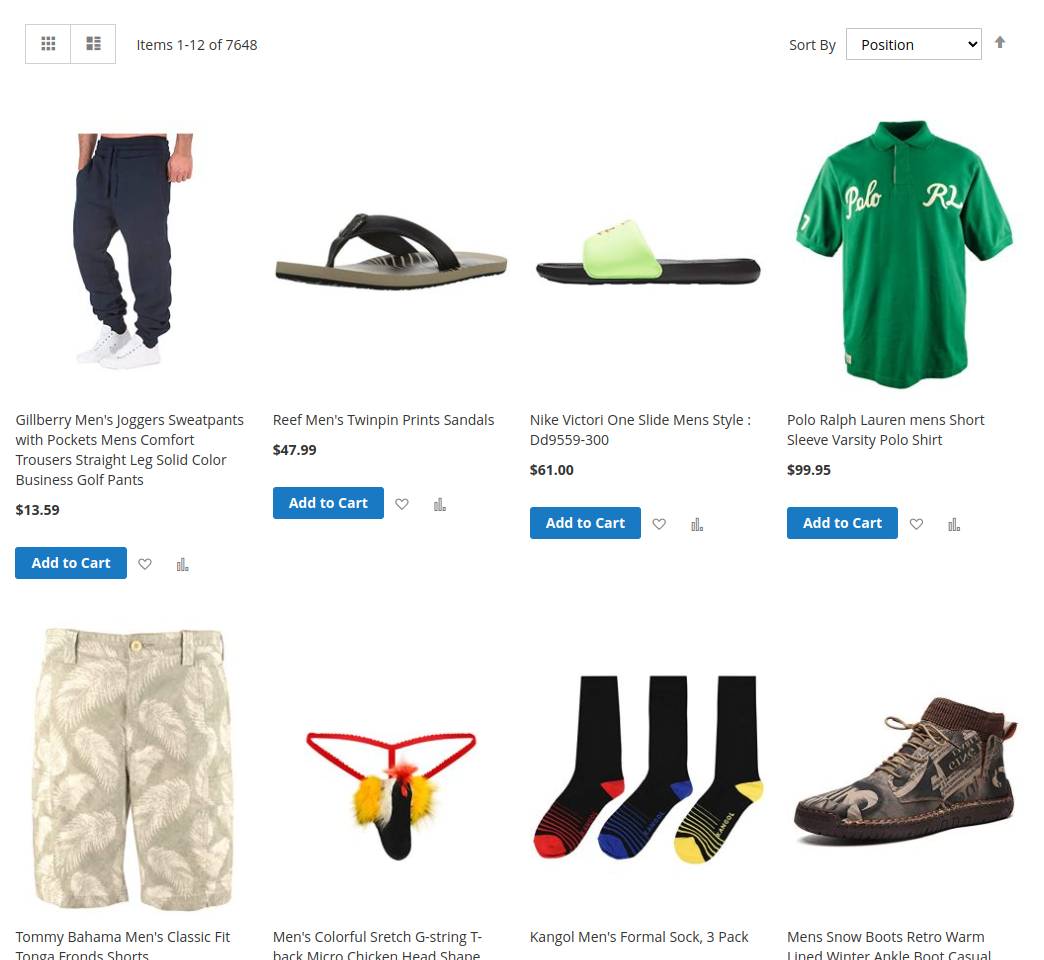 Items 1-12 of 7648
Sort By
Position
Polo RL
7
Gillberry Men's Joggers Sweatpants
with Pockets Mens Comfort
Trousers Straight Leg Solid Color
Business Golf Pants
$13.59
Add to Cart
Reef Men's Twinpin Prints Sandals
$47.99
Add to Cart
Nike Victori One Slide Mens Style :
Dd9559-300
$61.00
Add to Cart
Polo Ralph Lauren mens Short
Sleeve Varsity Polo Shirt
$99.95
Add to Cart
KANGOL
KANGOL
KANGOL
Tommy Bahama Men's Classic Fit
Tonga Fronds Shorts
Men's Colorful Sretch G-string T-
back Micro Chicken Head Shape
Kangol Men's Formal Sock, 3 Pack
Mens Snow Boots Retro Warm
Lined Winter Ankle Boot Casual